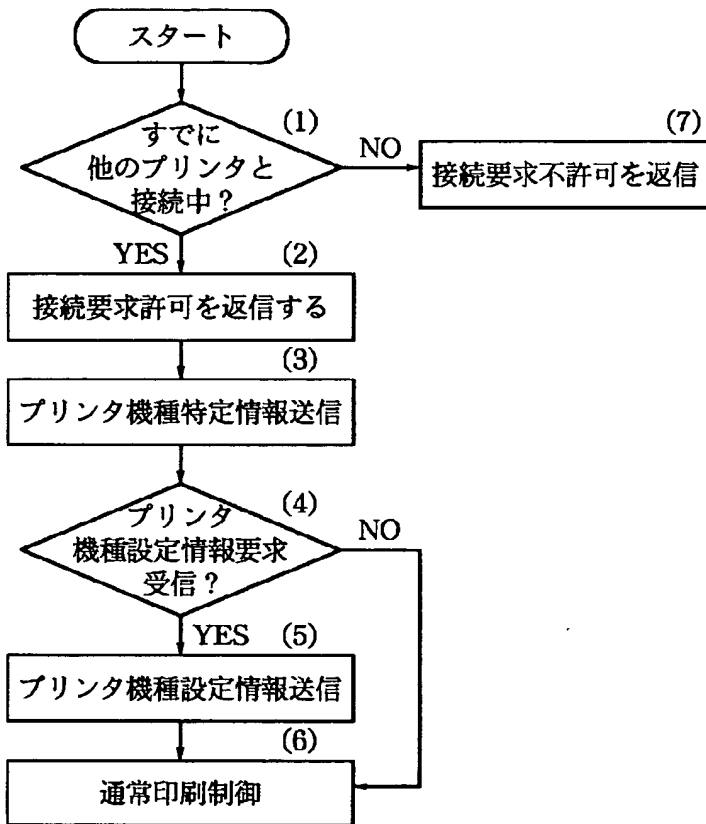 スタート
(1)
すでに
他のプリンタと
接続中?
NO
(7)
接続要求不許可を返信
YES
(2)
接続要求許可を返信する
(3)
プリンタ機種特定情報送信
(4)
プリンタ
機種設定情報要求
受信?
NO
YES
(5)
プリンタ機種設定情報送信
(6)
通常印刷制御